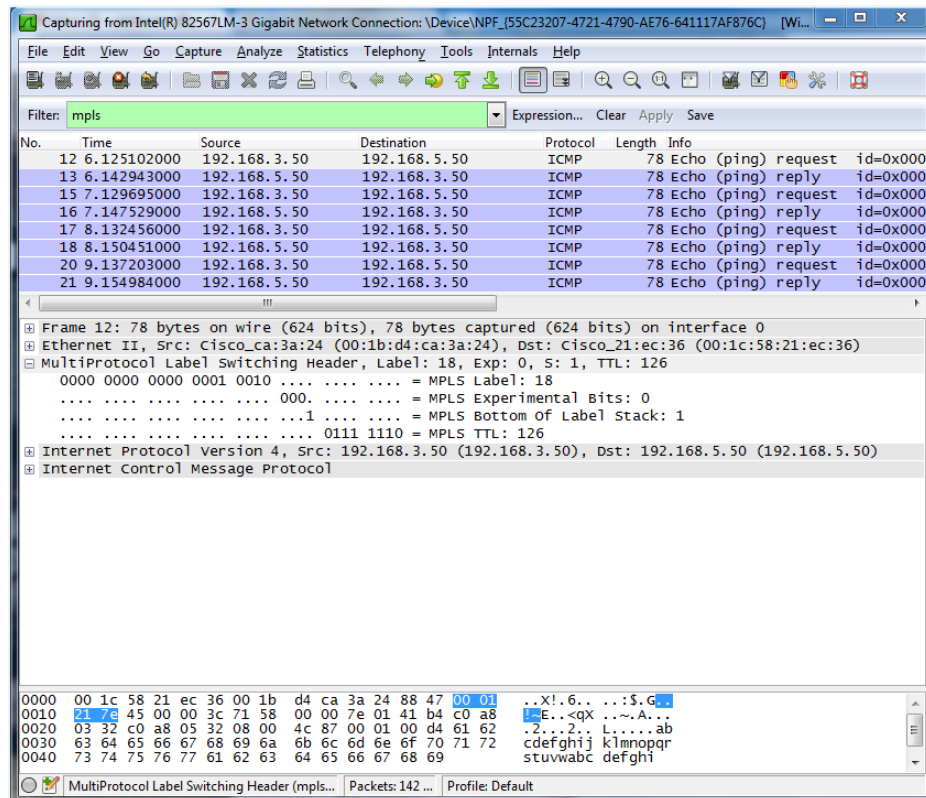 Capturing from Intel(R) 82567LM-3 Gigabit Network Connection: \Device\NPF_{55C23207-4721-4790-AE76-641117AF876C} [Wi...
File Edit View Go Capture Analyze Statistics Telephony Tools Internals Help
Filter: mpls Expression... Clear Apply Save
No. Time Source Destination Protocol Length Info
12 6.125102000 192.168.3.50 192.168.5.50 ICMP 78 Echo (ping) request id=0x000
13 6.142943000 192.168.5.50 192.168.3.50 ICMP 78 Echo (ping) reply id=0x000
15 7.129695000 192.168.3.50 192.168.5.50 ICMP 78 Echo (ping) request id=0x000
16 7.147529000 192.168.5.50 192.168.3.50 ICMP 78 Echo (ping) reply id=0x000
17 8.132456000 192.168.3.50 192.168.5.50 ICMP 78 Echo (ping) request id=0x000
18 8.150451000 192.168.5.50 192.168.3.50 ICMP 78 Echo (ping) reply id=0x000
20 9.137203000 192.168.3.50 192.168.5.50 ICMP 78 Echo (ping) request id=0x000
21 9.154984000 192.168.5.50 192.168.3.50 ICMP 78 Echo (ping) reply id=0x000
Frame 12: 78 bytes on wire (624 bits), 78 bytes captured (624 bits) on interface 0
Ethernet II, Src: Cisco_ca:3a:24 (00:1b:d4:ca:3a:24), Dst: Cisco_21:ec:36 (00:1c:58:21:ec:36)
MultiProtocol Label Switching Header, Label: 18, Exp: 0, S: 1, TTL: 126
0000 0000 0000 0001 0010 .... .... .... = MPLS Label: 18
.... .... .... .... .... 000. .... .... = MPLS Experimental Bits: 0
.... .... .... .... .... ...1 .... .... = MPLS Bottom Of Label Stack: 1
.... .... .... .... .... .... 0111 1110 = MPLS TTL: 126
Internet Protocol Version 4, Src: 192.168.3.50 (192.168.3.50), Dst: 192.168.5.50 (192.168.5.50)
Internet Control Message Protocol
0000 00 1c 58 21 ec 36 00 1b d4 ca 3a 24 88 47 00 01 ..X!.6.. ..:$.G..
0010 21 7e 45 00 00 3c 71 58 00 00 7e 01 41 b4 c0 a8 !~E..<qX ..~.A...
0020 03 32 c0 a8 05 32 08 00 4c 87 00 01 00 d4 61 62 .2...2.. L.....ab
0030 63 64 65 66 67 68 69 6a 6b 6c 6d 6e 6f 70 71 72 cdefghij klmnopqr
0040 73 74 75 76 77 61 62 63 64 65 66 67 68 69 stuvwabc defghi
MultiProtocol Label Switching Header (mpls... Packets: 142 ... Profile: Default